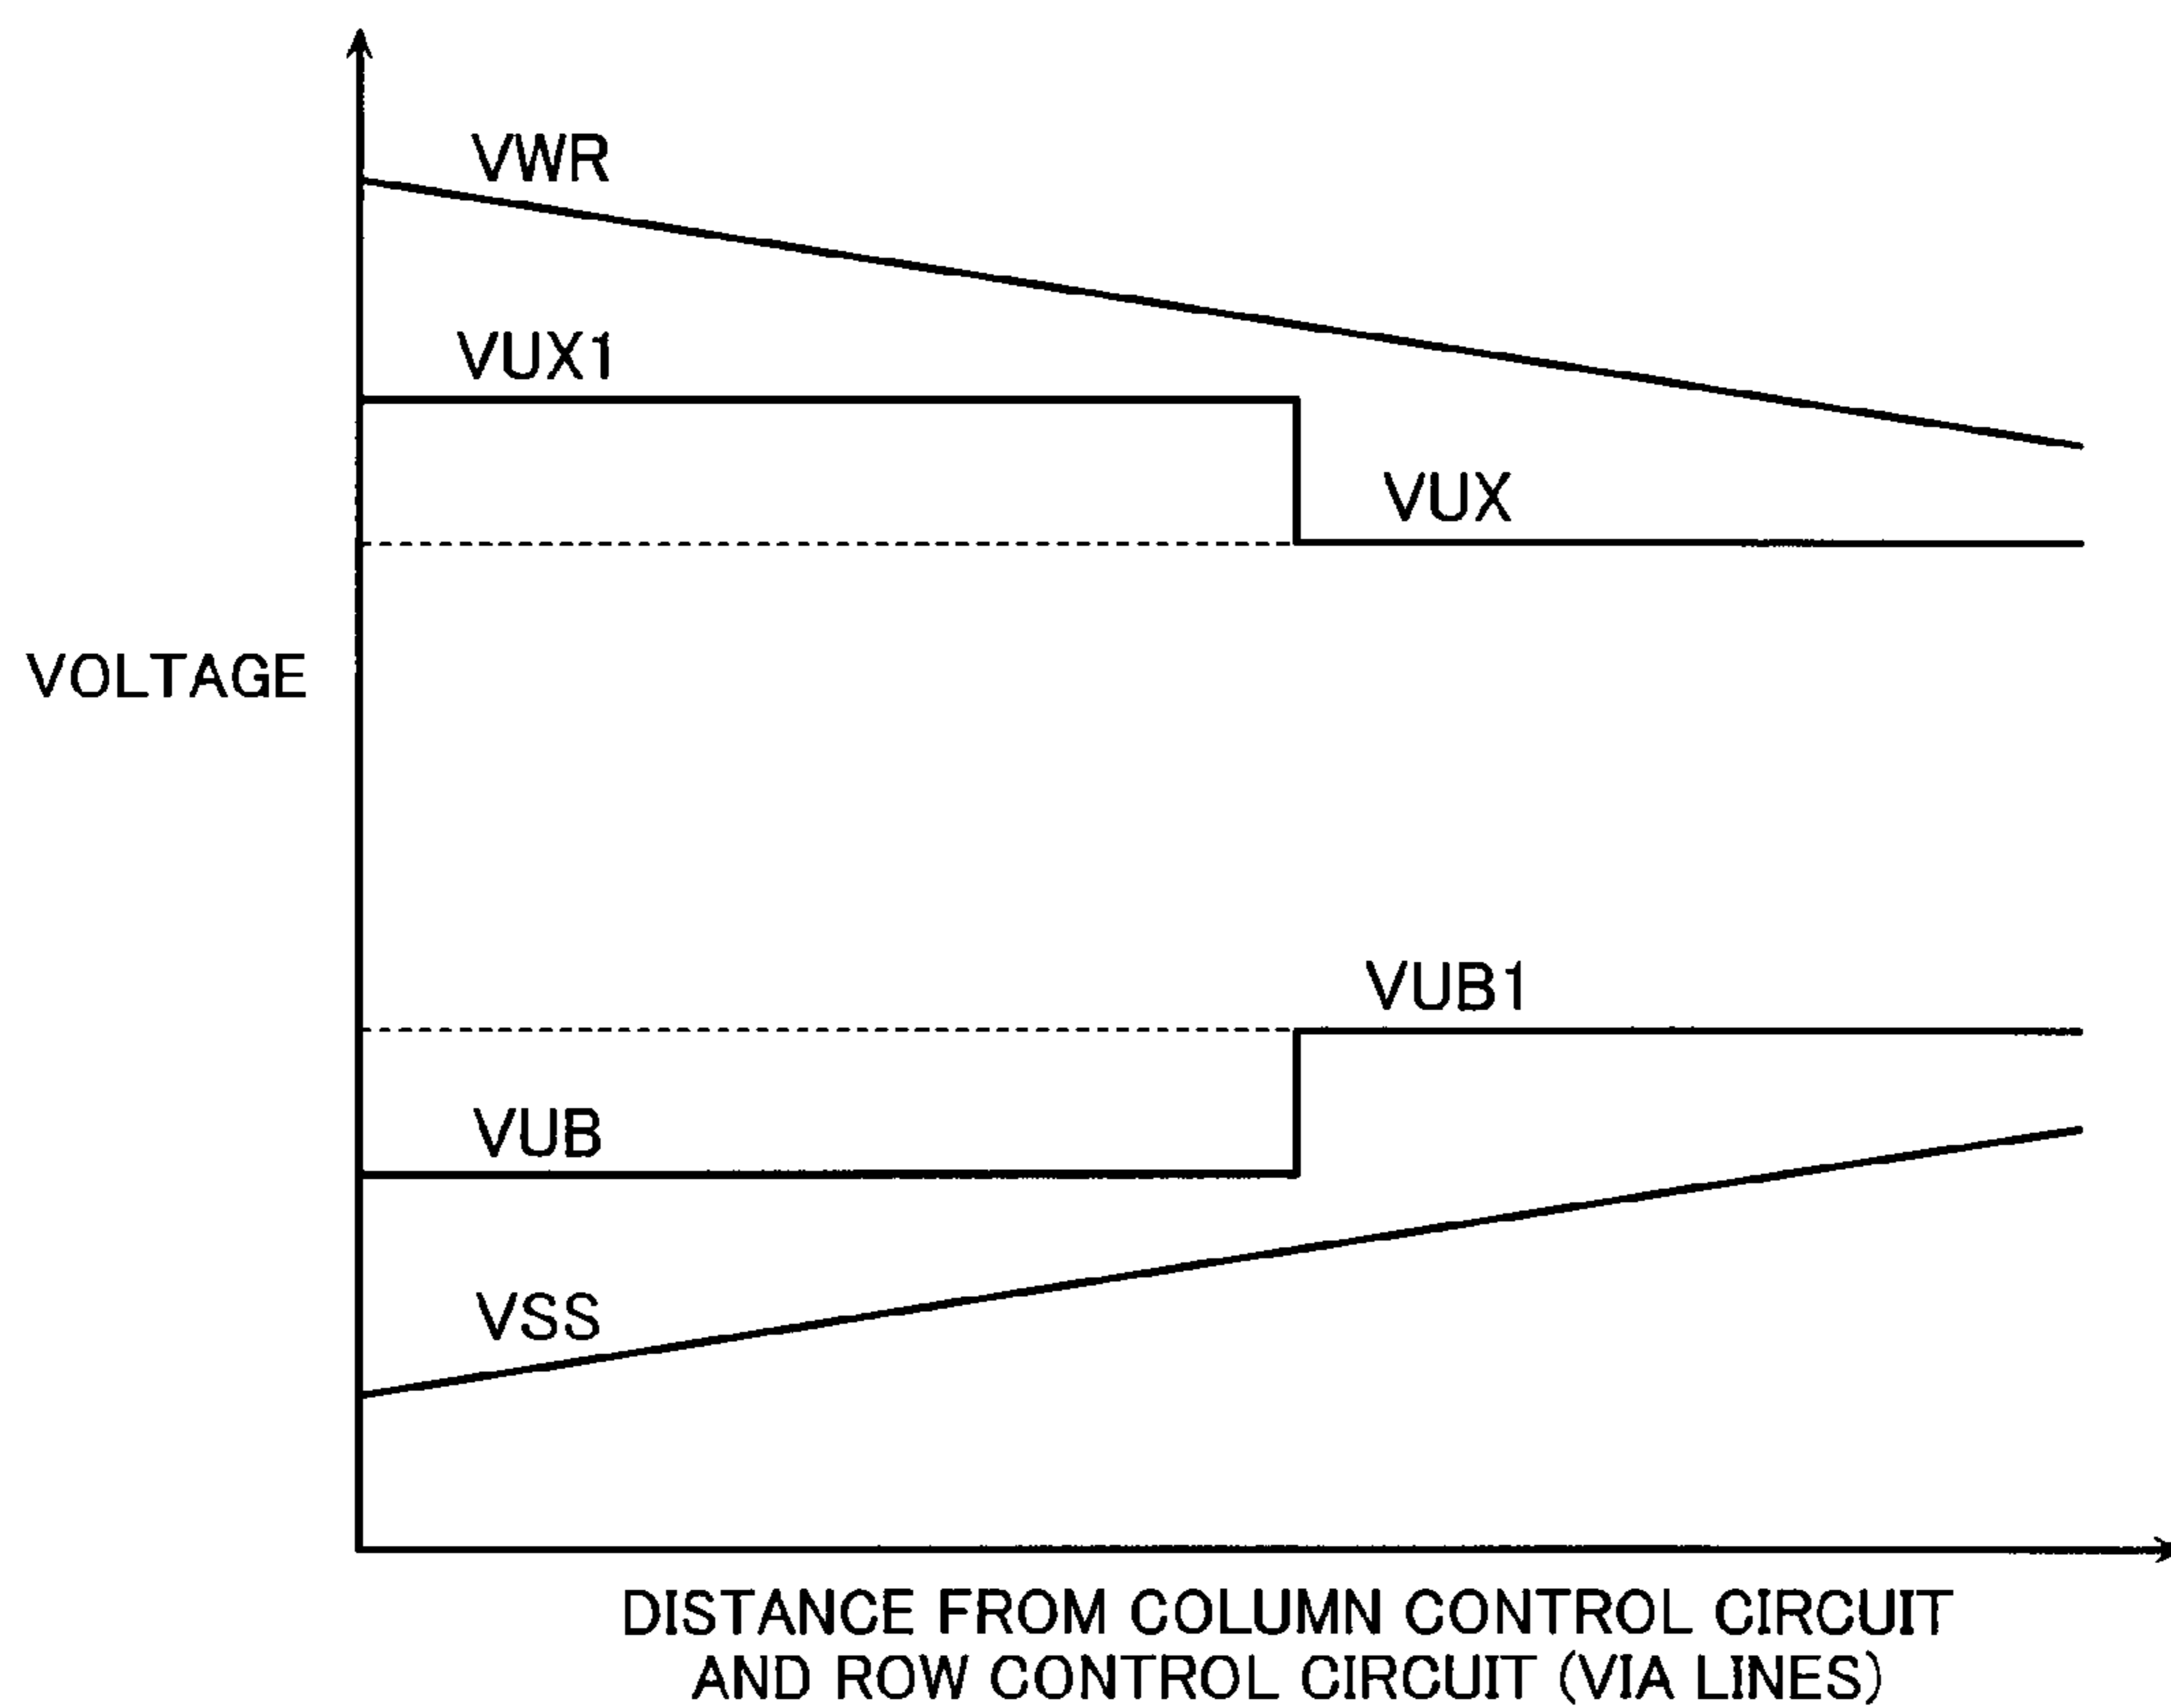 VWR
VUX1
VUX
VOLTAGE
VUB1
VUB
VSS
DISTANCE FROM COLUMN CONTROL CIRCUIT
AND ROW CONTROL CIRCUIT (VIA LINES)